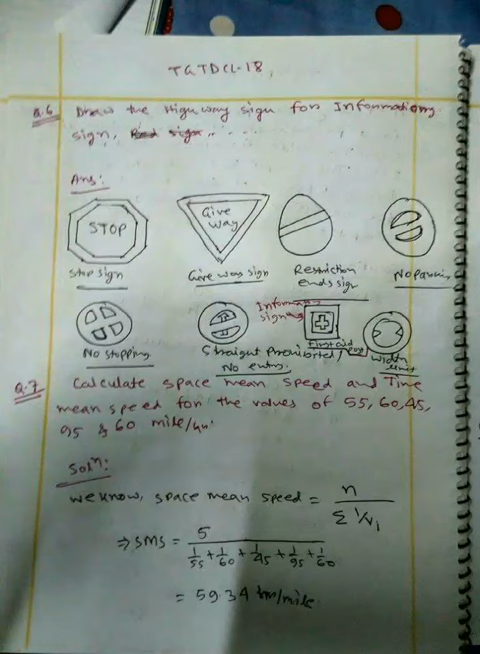 TGTDCL-18,
Q.6 Draw the Highway sign for Informationg
sign,
Ans:
STOP
Give
way
Stop sign
Give way sign
Restriction
ends sign
No parking
Information
sign
No stopping
Straight Prohibited/
No entry.
First aid
post
Width
limit
Q.7 Calculate space mean speed and Time
mean speed for the values of 55, 60, 45,
95 & 60 mile/hr.
Soln:
We know, space mean speed = n / Σ 1/Vi
⇒ SMS = 5 / 1/55 + 1/60 + 1/45 + 1/95 + 1/60
= 59.34 km/mile.